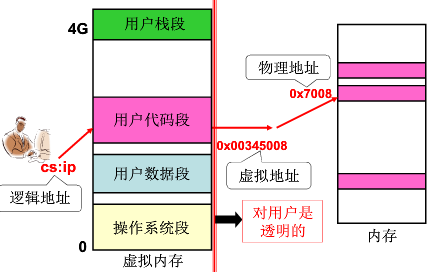 4G
用户栈段
用户代码段
用户数据段
操作系统段
0
虚拟内存
cs:ip
逻辑地址
0x00345008
虚拟地址
对用户是
透明的
物理地址
0x7008
内存